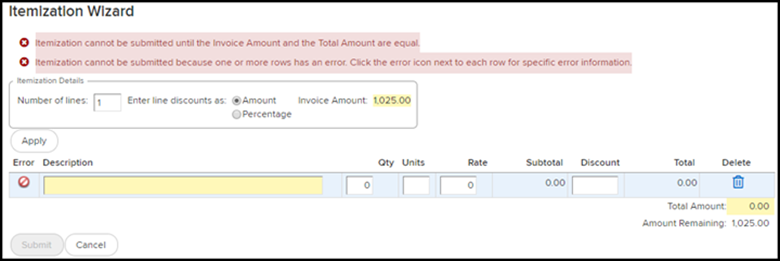 Itemization Wizard
Itemization cannot be submitted until the Invoice Amount and the Total Amount are equal.
Itemization cannot be submitted because one or more rows has an error. Click the error icon next to each row for specific error information.
Itemization Details
Number of lines: 1 Enter line discounts as: Amount Invoice Amount: 1,025.00
Percentage
Apply
Error Description Qty Units Rate Subtotal Discount Total Delete
0 0 0.00 0.00
Total Amount: 0.00
Amount Remaining: 1,025.00
Submit Cancel